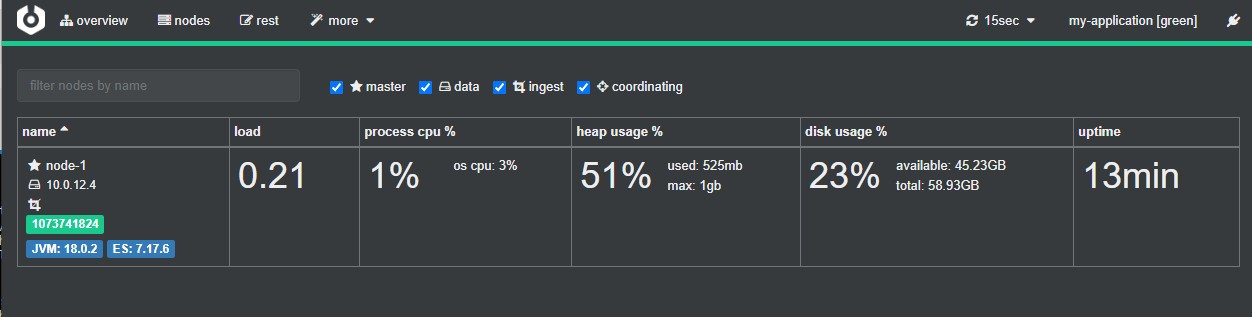 overview nodes rest more 15sec my-application [green]
filter nodes by name master data ingest coordinating
name load process cpu % heap usage % disk usage % uptime
node-1 0.21 1% os cpu: 3% 51% used: 525mb 23% available: 45.23GB 13min
10.0.12.4 max: 1gb total: 58.93GB
1073741824
JVM: 18.0.2 ES: 7.17.6